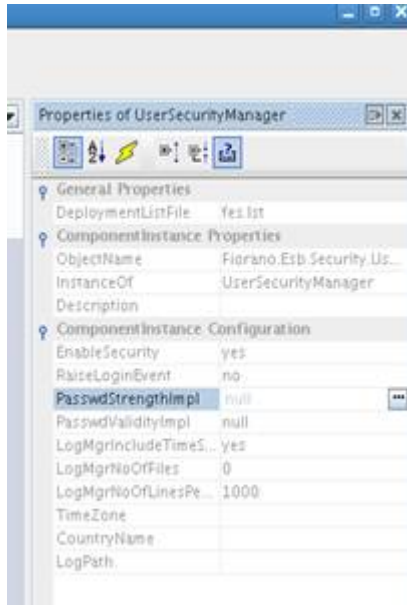 Properties of UserSecurityManager
General Properties
DeploymentListFile fes.lst
ComponentInstance Properties
ObjectName Fiorano.Esb.Security.Us...
InstanceOf UserSecurityManager
Description
ComponentInstance Configuration
EnableSecurity yes
RaiseLoginEvent no
PasswdStrengthImpl null
PasswdValidityImpl null
LogMgrIncludeTimeS... yes
LogMgrNoOfFiles 0
LogMgrNoOfLinesPe... 1000
TimeZone
CountryName
LogPath